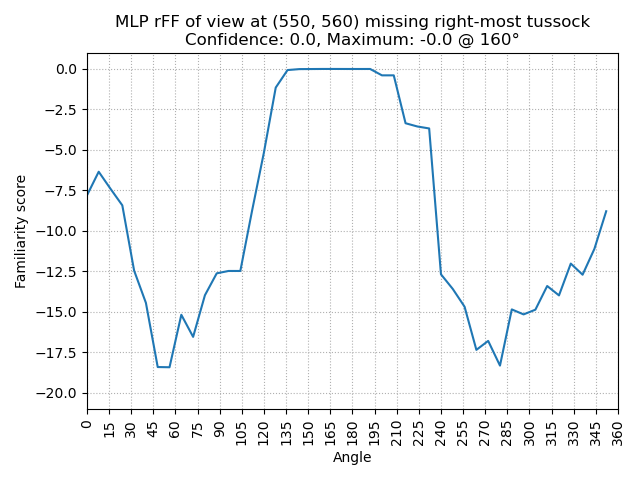 MLP rFF of view at (550, 560) missing right-most tussock
Confidence: 0.0, Maximum: -0.0 @ 160°
Familiarity score
0.0
−2.5
−5.0
−7.5
−10.0
−12.5
−15.0
−17.5
−20.0
0 15 30 45 60 75 90 105 120 135 150 165 180 195 210 225 240 255 270 285 300 315 330 345 360
Angle